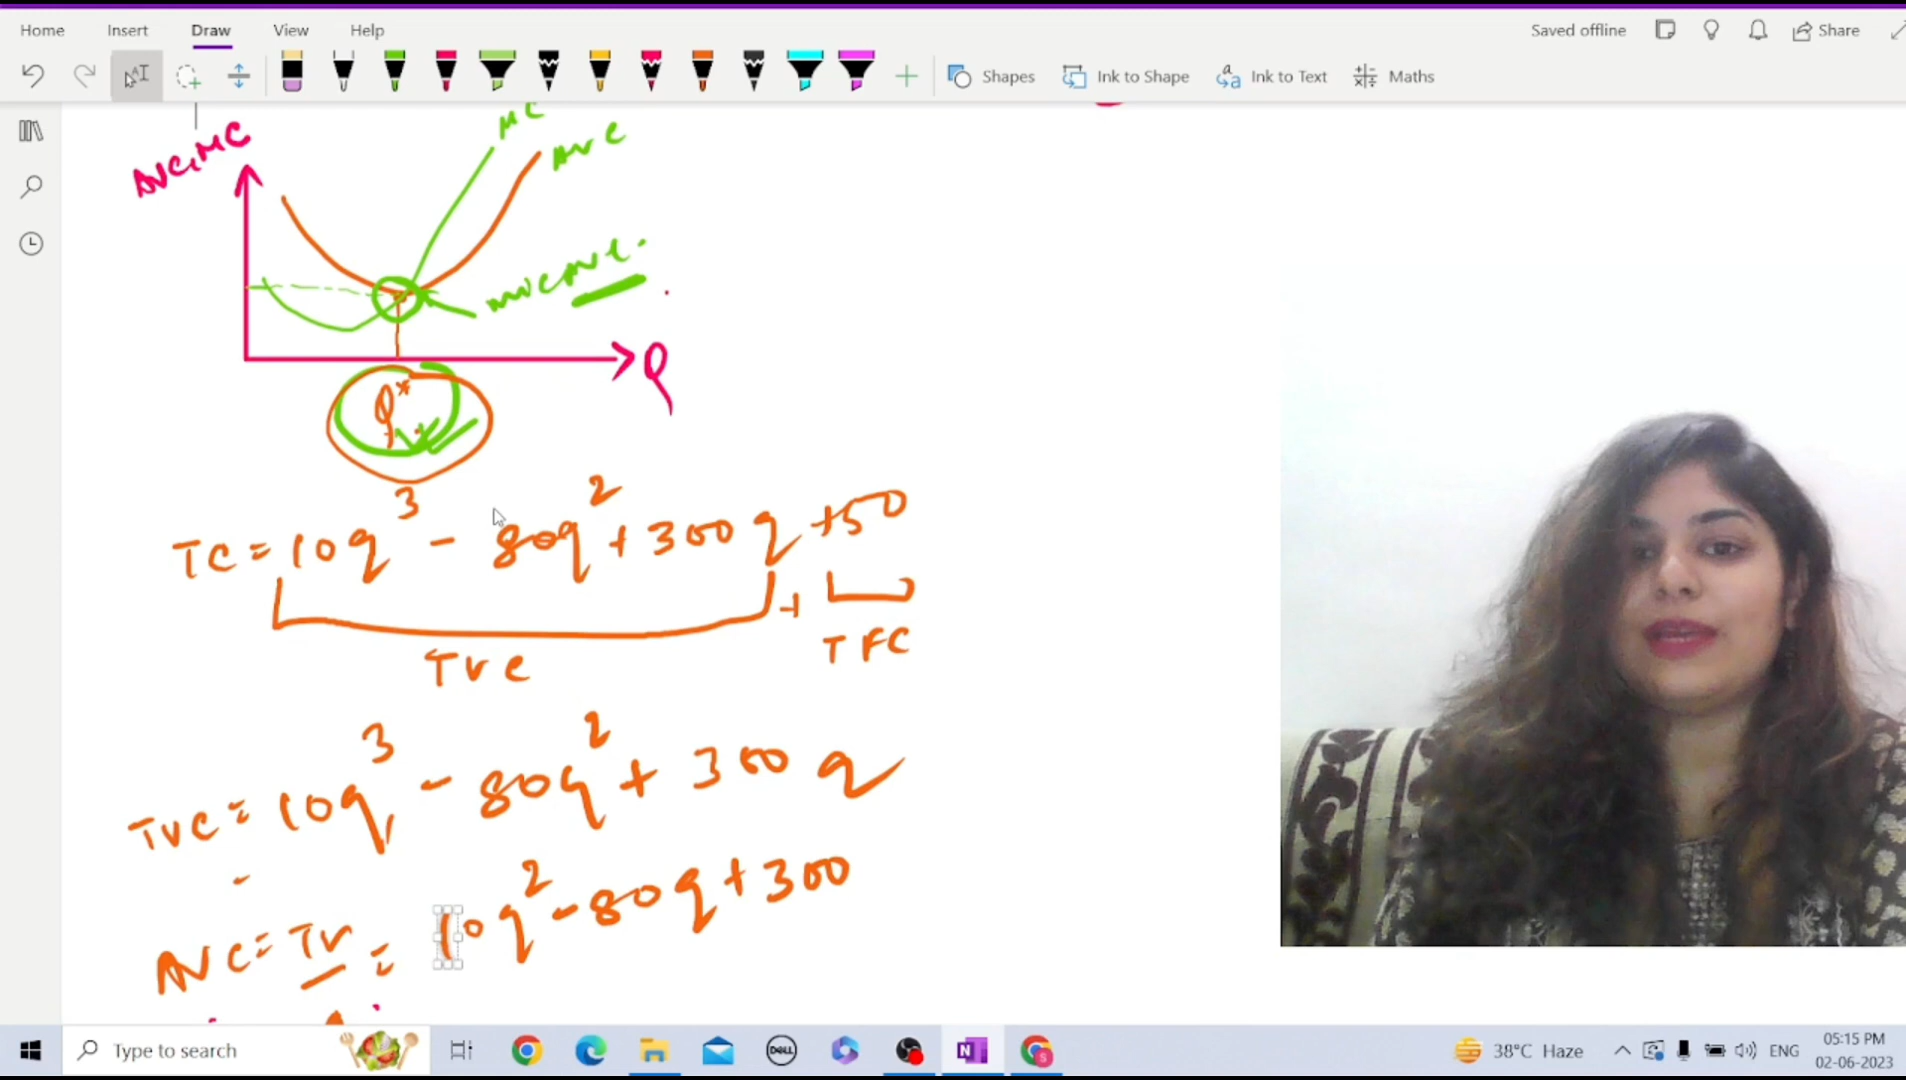 Home Insert Draw View Help Saved offline Share
Shapes Ink to Shape Ink to Text Maths
MC
AVC
AVC, MC
AVC.
Q
Q*
TC = 10q³ - 80q² + 300q + 50
+
TVC TFC
TVC = 10q³ - 80q² + 300q
AVC = TV = 10q² - 80q + 300
Type to search DELL N S 38°C Haze ENG 05:15 PM
02-06-2023